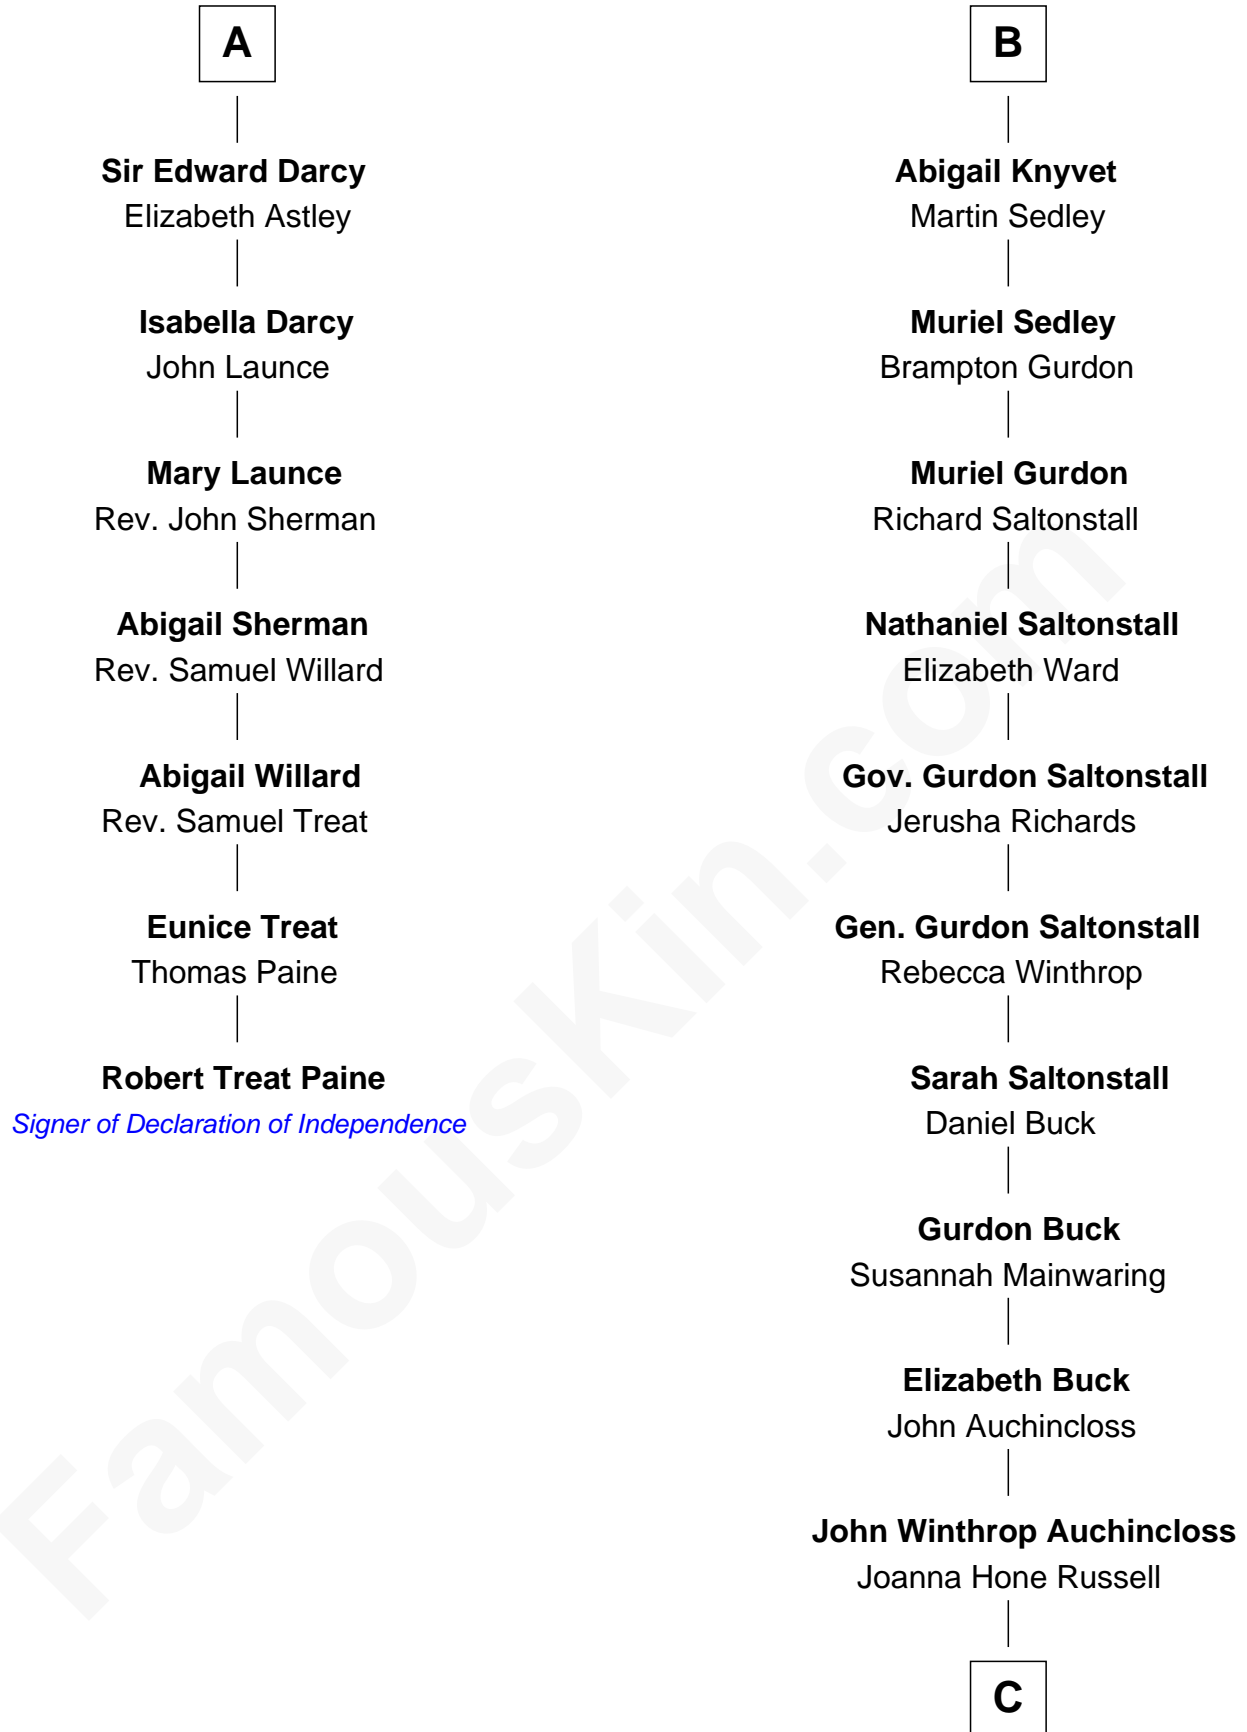 A
Sir Edward Darcy
Elizabeth Astley
Isabella Darcy
John Launce
Mary Launce
Rev. John Sherman
Abigail Sherman
Rev. Samuel Willard
Abigail Willard
Rev. Samuel Treat
Eunice Treat
Thomas Paine
Robert Treat Paine
Signer of Declaration of Independence
B
Abigail Knyvet
Martin Sedley
Muriel Sedley
Brampton Gurdon
Muriel Gurdon
Richard Saltonstall
Nathaniel Saltonstall
Elizabeth Ward
Gov. Gurdon Saltonstall
Jerusha Richards
Gen. Gurdon Saltonstall
Rebecca Winthrop
Sarah Saltonstall
Daniel Buck
Gurdon Buck
Susannah Mainwaring
Elizabeth Buck
John Auchincloss
John Winthrop Auchincloss
Joanna Hone Russell
C
FamousKin.com